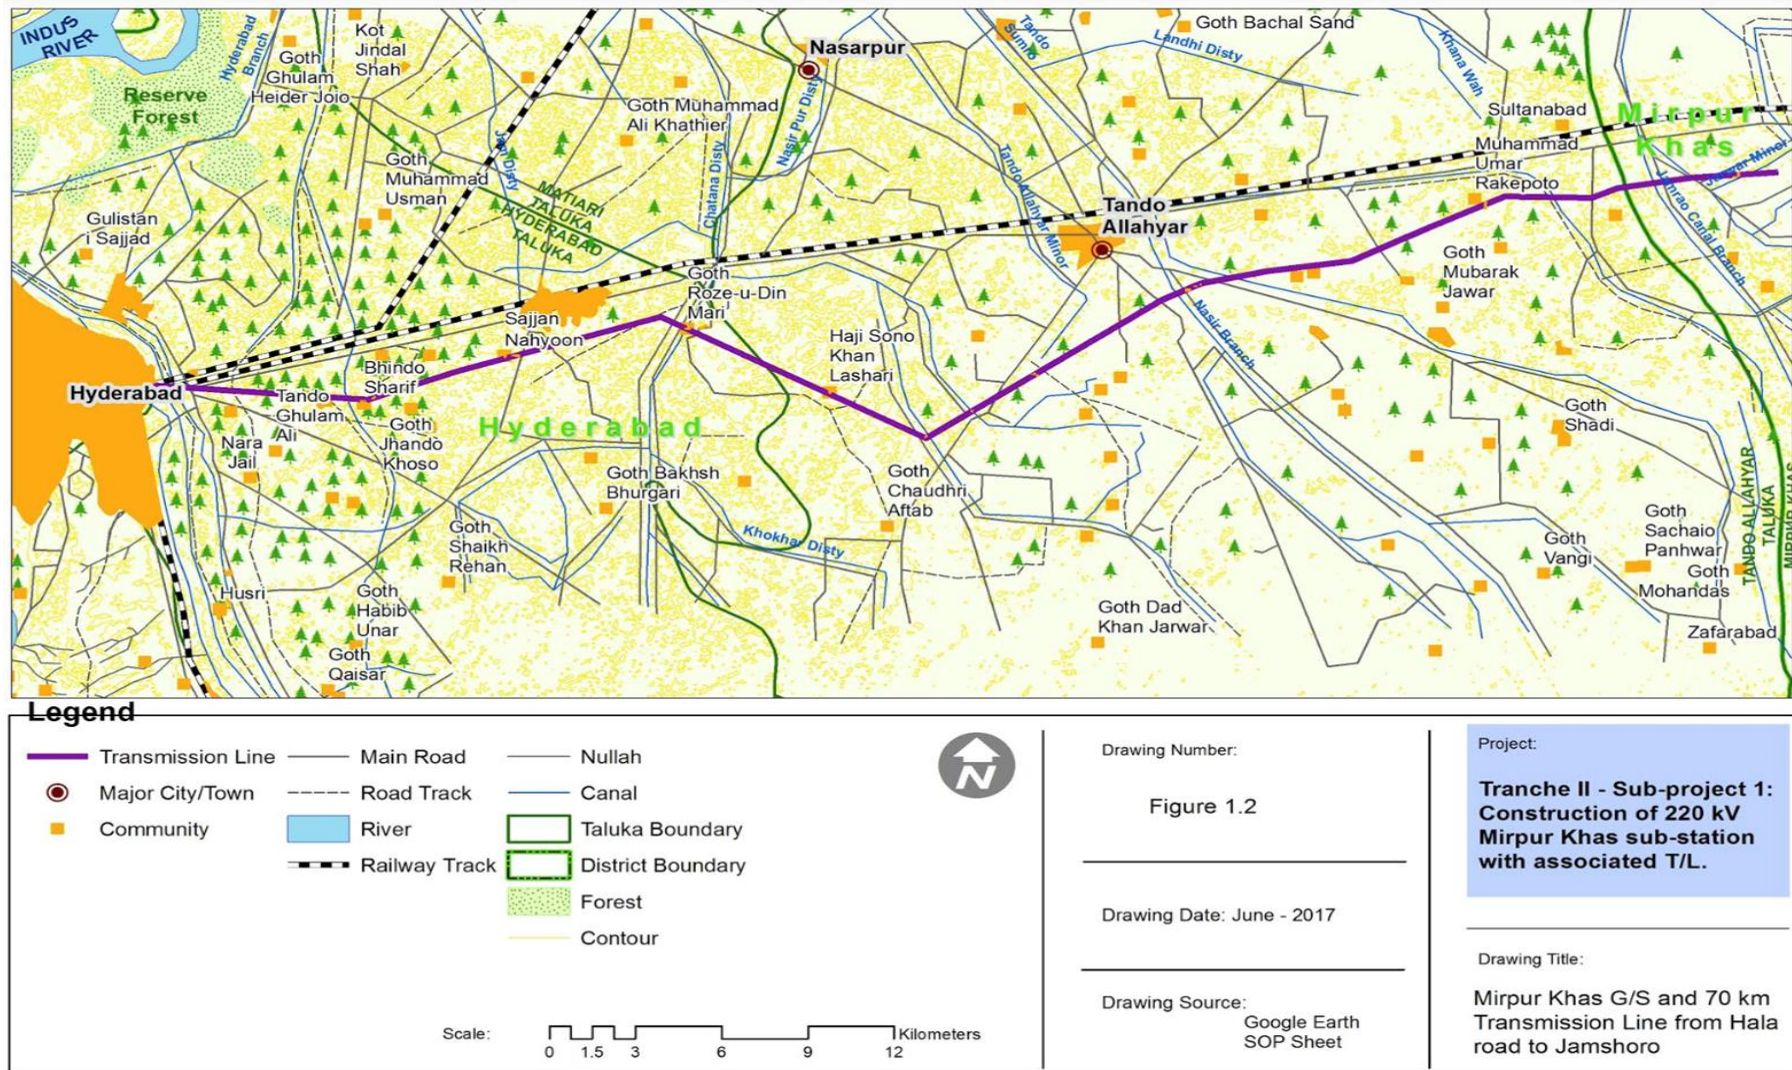 INDUS
RIVER
Hyderabad
Branch
Goth
Ghulam
Heider Joio
Kot
Jindal
Shah
Nasarpur
Tando
Sumro
Goth Bachal Sand
Landhi Disty
Khana Wah
Reserve
Forest
Goth Muhammad
Ali Khathier
Nasir Pur Disty
Sultanabad
Mirpur
Khas
Goth
Muhammad
Usman
MATIARI
TALUKA
HYDERABAD
TALUKA
Chatana Disty
Tando Allahyar Minor
Muhammad
Umar
Rakepoto
Jamrao Canal Branch
Gulistan
i Sajjad
Tando
Allahyar
Goth
Mubarak
Jawar
Goth
Roze-u-Din
Mari
Sajjan
Nahyoon
Haji Sono
Khan
Lashari
Nasir Branch
Hyderabad
Bhindo
Sharif
Tando
Ghulam
Ali
Goth
Jhando
Khoso
Nara
Jail
Hyderabad
Goth
Shadi
Goth Bakhsh
Bhurgari
Goth
Chaudhri
Aftab
TANDO ALLAHYAR
TALUKA
Goth
Shaikh
Rehan
Khokhar Disty
Goth
Vangi
Goth
Sachaio
Panhwar
Goth
Mohandas
Husri
Goth
Habib
Unar
Goth
Qaisar
Goth Dad
Khan Jarwar
Zafarabad
Legend
Transmission Line
Major City/Town
Community
Main Road
Road Track
River
Railway Track
Nullah
Canal
Taluka Boundary
District Boundary
Forest
Contour
N
Scale:
0 1.5 3 6 9 12
Kilometers
Drawing Number:
Figure 1.2
Drawing Date: June - 2017
Drawing Source:
Google Earth
SOP Sheet
Project:
Tranche II - Sub-project 1:
Construction of 220 kV
Mirpur Khas sub-station
with associated T/L.
Drawing Title:
Mirpur Khas G/S and 70 km
Transmission Line from Hala
road to Jamshoro